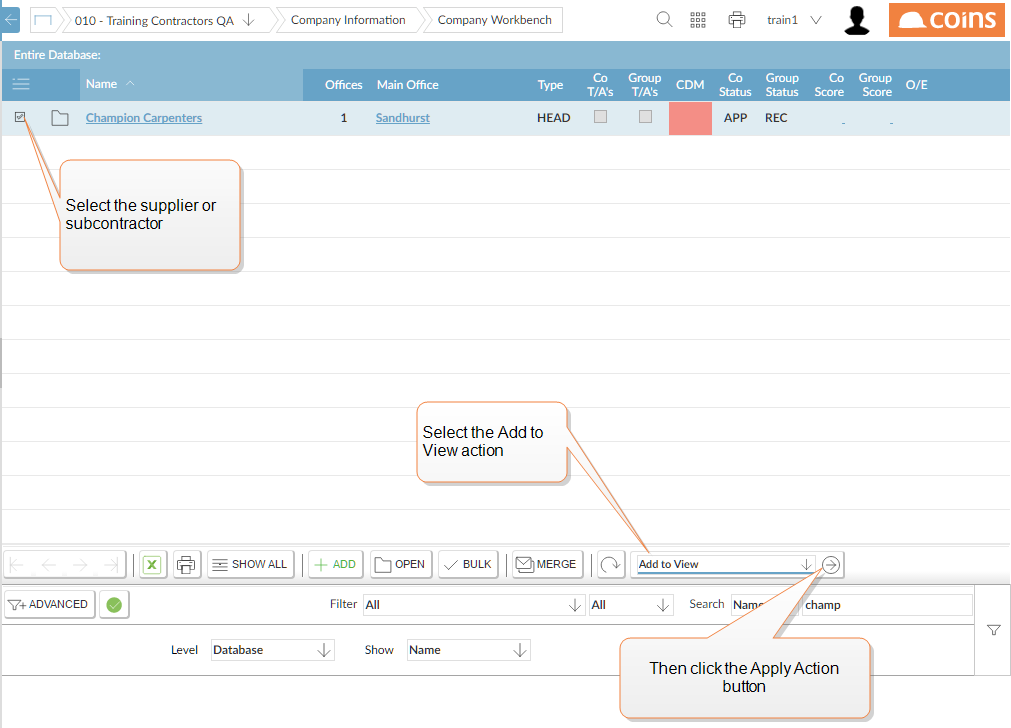 010 - Training Contractors QA
Company Information
Company Workbench
train1
coins
Entire Database:
Name
Offices
Main Office
Type
Co T/A's
Group T/A's
CDM
Co Status
Group Status
Co Score
Group Score
O/E
Champion Carpenters
1
Sandhurst
HEAD
APP
REC
-
-
Select the supplier or
subcontractor
Select the Add to
View action
SHOW ALL
ADD
OPEN
BULK
MERGE
Add to View
ADVANCED
Filter
All
All
Search
Name
champ
Level
Database
Show
Name
Then click the Apply Action
button